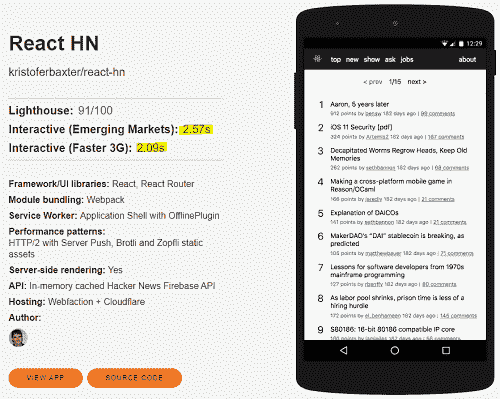 React HN
kristoferbaxter/react-hn
Lighthouse: 91/100
Interactive (Emerging Markets): 2.57s
Interactive (Faster 3G): 2.09s
Framework/UI libraries: React, React Router
Module bundling: Webpack
Service Worker: Application Shell with OfflinePlugin
Performance patterns:
HTTP/2 with Server Push, Brotli and Zopfli static
assets
Server-side rendering: Yes
API: In-memory cached Hacker News Firebase API
Hosting: Webfaction + Cloudflare
Author:
VIEW APP
SOURCE CODE
12:29
top new show ask jobs about
< prev 1/15 next >
1 Aaron, 5 years later
912 points by benaw 182 days ago | 99 comments
2 iOS 11 Security [pdf]
324 points by Artemis2 182 days ago | 167 comments
3 Decapitated Worms Regrow Heads, Keep Old
Memories
262 points by sethbannon 182 days ago | 68 comments
4 Making a cross-platform mobile game in
Reason/OCaml
166 points by jaredly 182 days ago | 21 comments
5 Explanation of DAICOs
141 points by sethbannon 182 days ago | 21 comments
6 MakerDAO's "DAI" stablecoin is breaking, as
predicted
105 points by matthewbauer 182 days ago | 71 comments
7 Lessons for software developers from 1970s
mainframe programming
127 points by rbanffy 182 days ago | 80 comments
8 As labor pool shrinks, prison time is less of a
hiring hurdle
172 points by el_benhameen 182 days ago | 145 comments
9 S80186: 16-bit 80186 compatible IP core